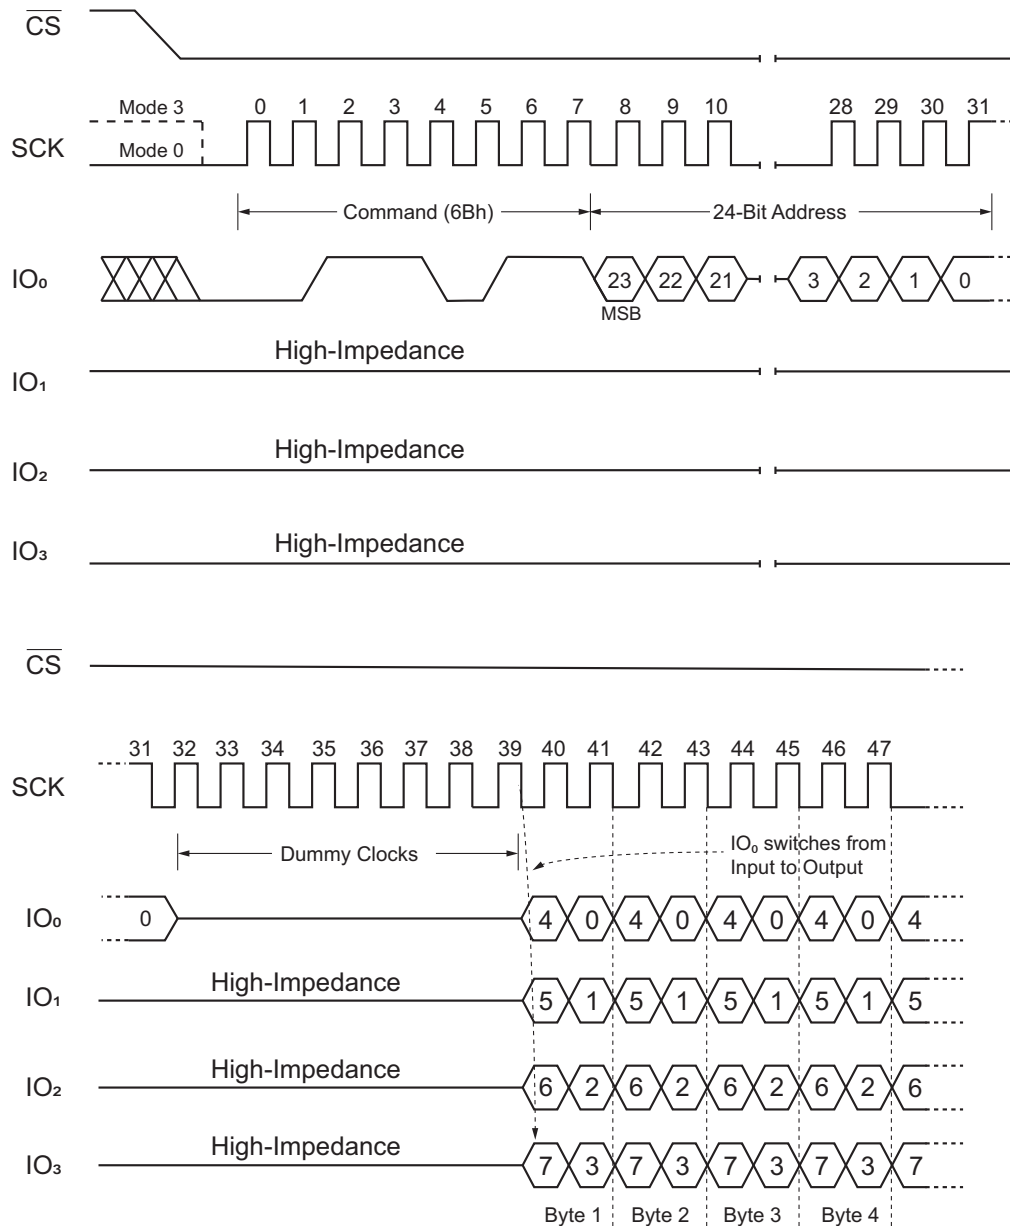 CS
Mode 3
0 1 2 3 4 5 6 7 8 9 10 28 29 30 31
SCK
Mode 0
Command (6Bh)
24-Bit Address
IO₀
23 22 21 3 2 1 0
MSB
High-Impedance
IO₁
High-Impedance
IO₂
High-Impedance
IO₃
CS
31 32 33 34 35 36 37 38 39 40 41 42 43 44 45 46 47
SCK
Dummy Clocks
IO₀ switches from
Input to Output
IO₀
0 4 0 4 0 4 0 4 0 4
High-Impedance
IO₁
5 1 5 1 5 1 5 1 5
High-Impedance
IO₂
6 2 6 2 6 2 6 2 6
High-Impedance
IO₃
7 3 7 3 7 3 7 3 7
Byte 1 Byte 2 Byte 3 Byte 4